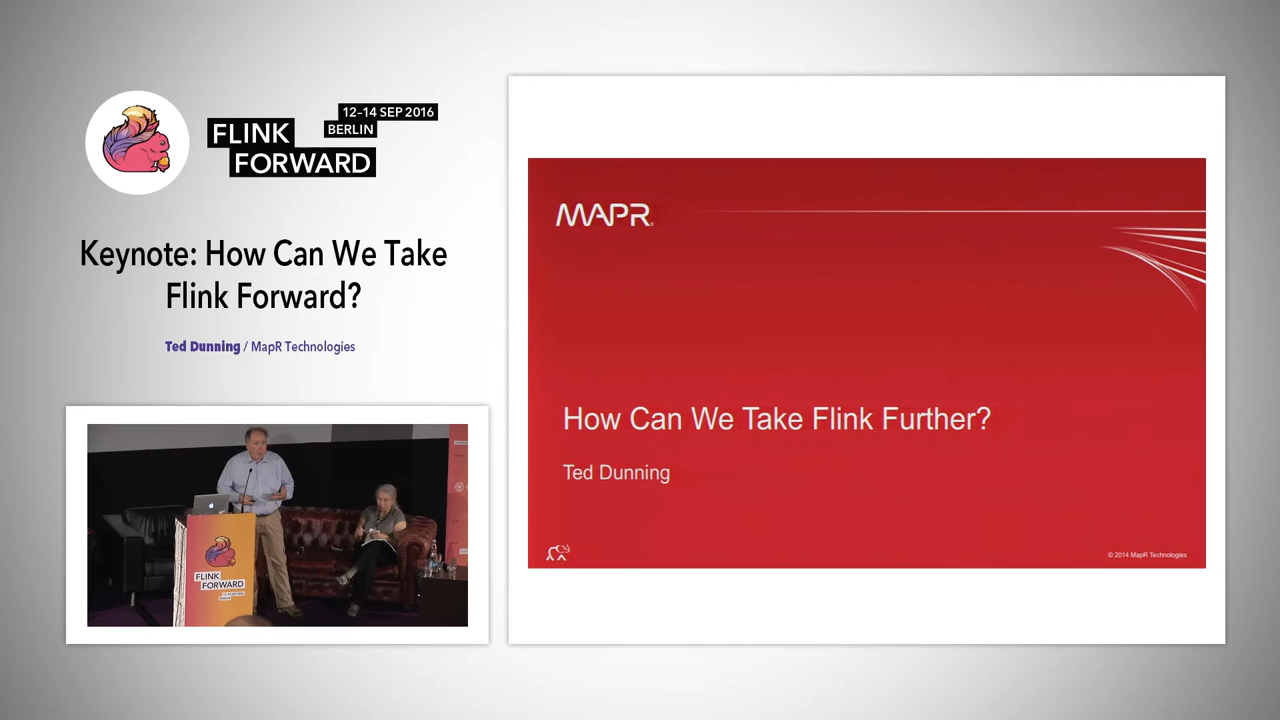 12–14 SEP 2016
BERLIN
FLINK
FORWARD
Keynote: How Can We Take
Flink Forward?
Ted Dunning / MapR Technologies
FLINK
FORWARD
MAPR®
How Can We Take Flink Further?
Ted Dunning
© 2014 MapR Technologies